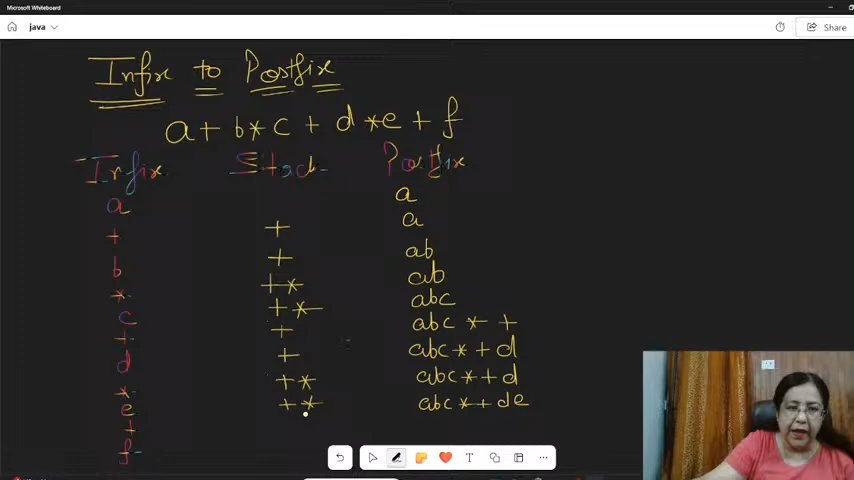 Microsoft Whiteboard
java
Share
Infix to Postfix
a + b * c + d * e + f
Infix Stack Postfix
a a
+ + a
b + ab
* + * ab
c + * abc
+ + abc * +
d + abc * + d
* + * abc * + d
e + * abc * + de
+
f